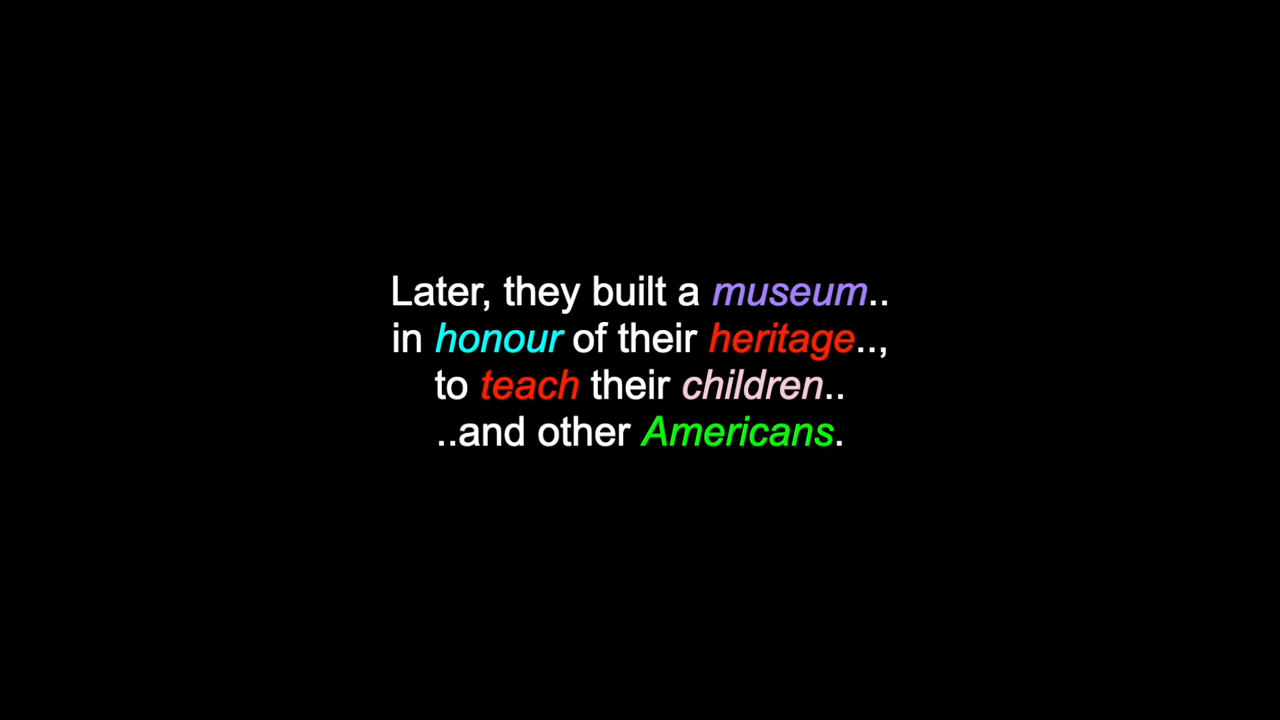 Later, they built a museum..
in honour of their heritage..,
to teach their children..
..and other Americans.